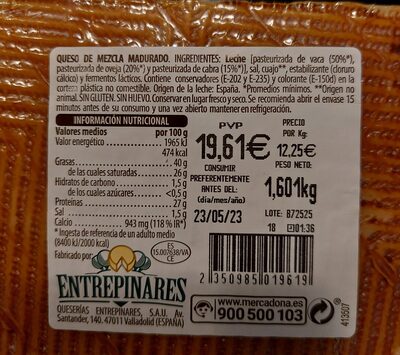 QUESO DE MEZCLA MADURADO. INGREDIENTES: Leche [pasteurizada de vaca (50%*),
pasteurizada de oveja (20%*) y pasteurizada de cabra (15%*)], sal, cuajo**, estabilizante (cloruro
cálcico) y fermentos lácticos. Contiene conservadores (E-202 y E-235) y colorante (E-150d) en la
corteza plástica no comestible. Origen de la leche: España. *Promedios mínimos. **Origen no
animal. SIN GLUTEN. SIN HUEVO. Conservar en lugar fresco y seco. Se recomienda abrir el envase 15
minutos antes de su consumo y una vez abierto mantener en refrigeración.
INFORMACIÓN NUTRICIONAL
Valores medios por 100 g
Valor energético 1965 kJ
474 kcal
Grasas 40 g
de las cuales saturadas 26 g
Hidratos de carbono 1,5 g
de los cuales azúcares <0,5 g
Proteínas 27 g
Sal 1,5 g
Calcio 943 mg (118 % IR*)
* Ingesta de referencia de un adulto medio
(8400 kJ/2000 kcal)
Fabricado por:
ES
15.007638/VA
CE
ENTREPINARES
QUESERÍAS ENTREPINARES, S.A.U. Av.
Santander, 140. 47011 Valladolid (ESPAÑA)
PVP
19,61€
PRECIO
POR Kg:
12,25€
CONSUMIR
PREFERENTEMENTE
ANTES DEL:
(día/mes/año)
23/05/23
PESO NETO:
1,601kg
LOTE: B72525
18 01:36
2 350985 019619
www.mercadona.es
900 500 103
413507